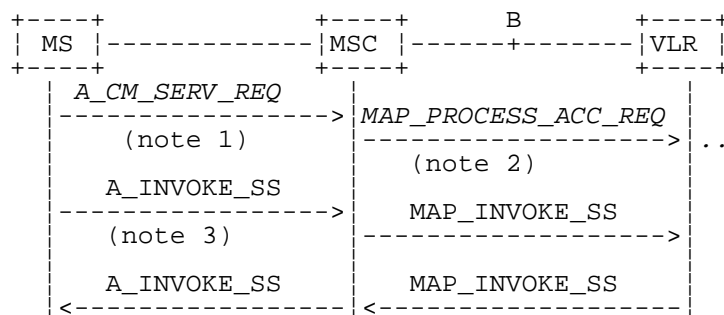 B
MS MSC VLR
A_CM_SERV_REQ
MAP_PROCESS_ACC_REQ
(note 1) ..
(note 2)
A_INVOKE_SS
MAP_INVOKE_SS
(note 3)
A_INVOKE_SS MAP_INVOKE_SS